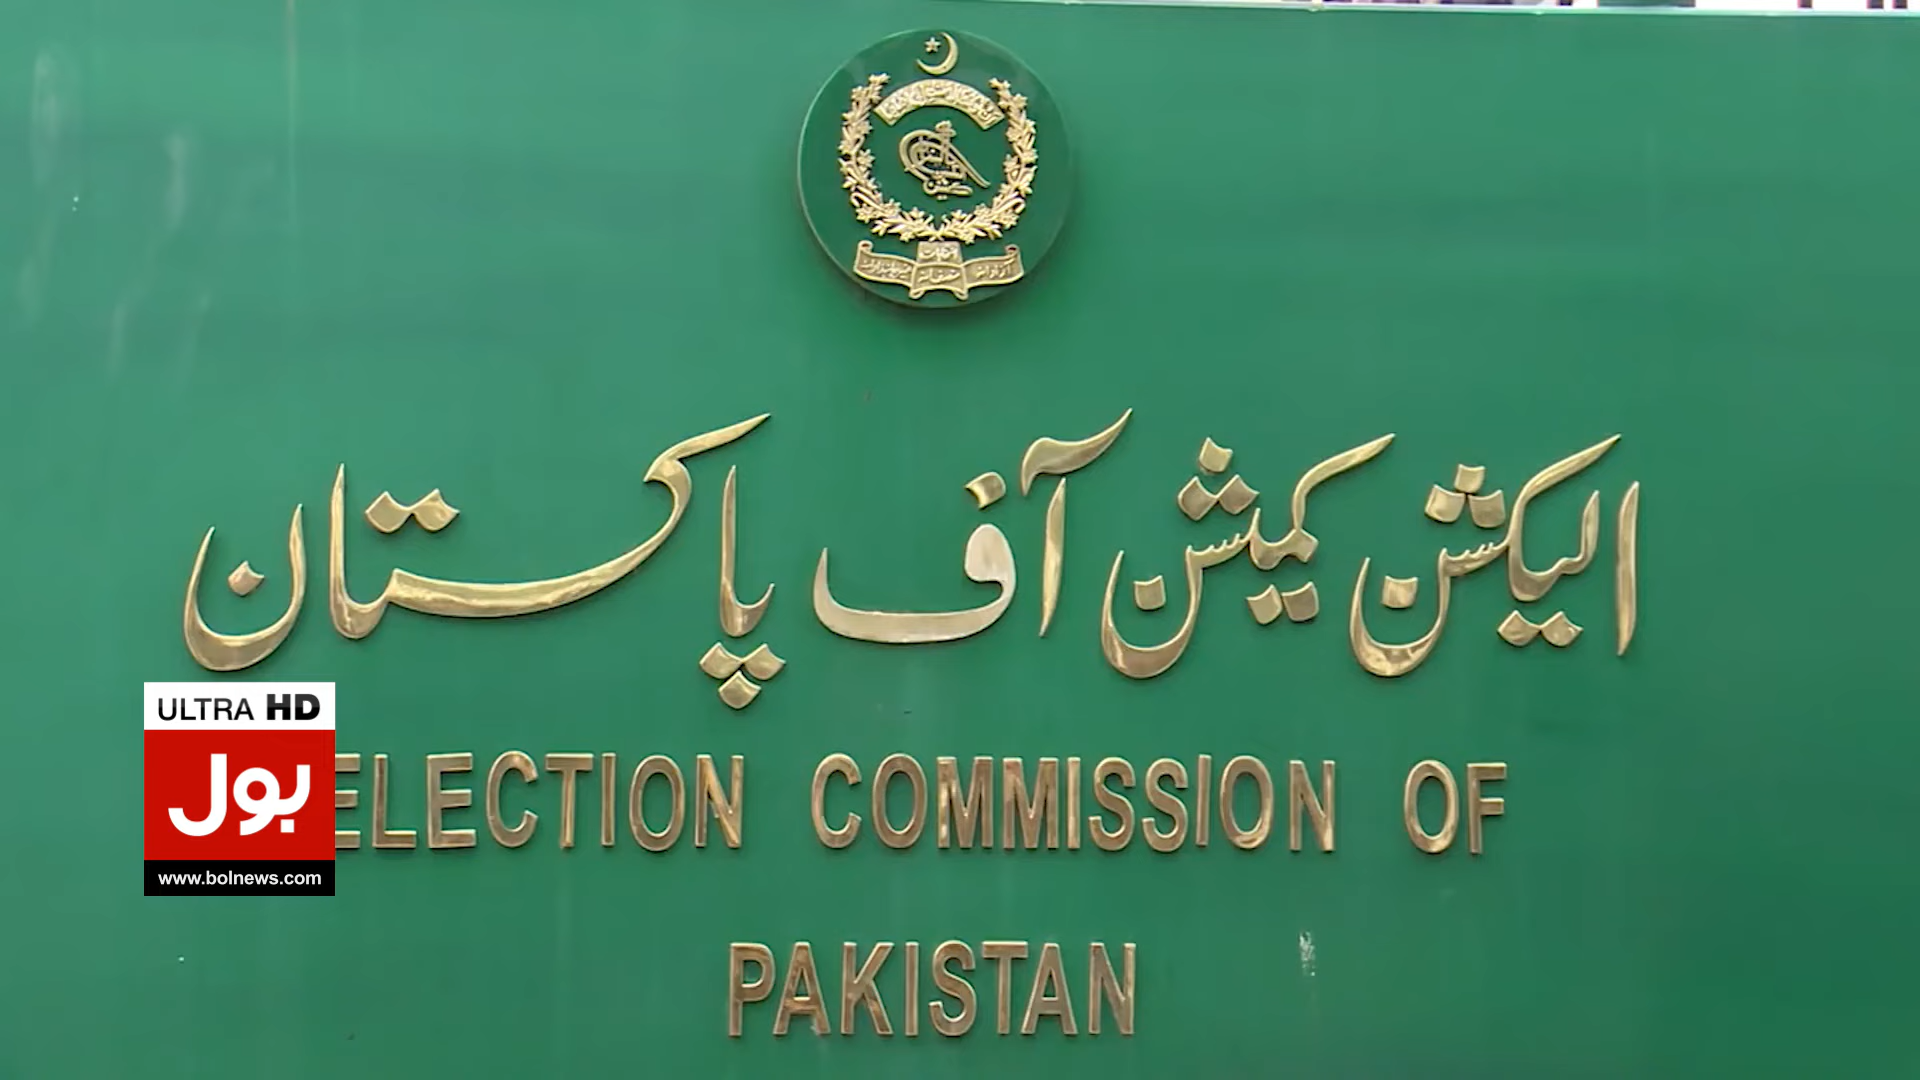 الیکشن کمیشن آف پاکستان
ELECTION COMMISSION OF
PAKISTAN
ULTRA HD
بول
www.bolnews.com